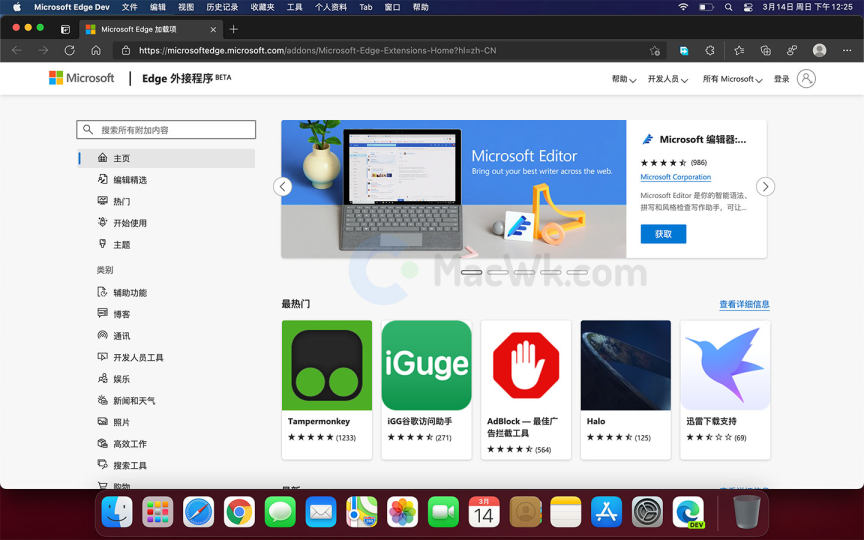 Microsoft Edge Dev 文件 编辑 视图 历史记录 收藏夹 工具 个人资料 Tab 窗口 帮助 3月14日 周日 下午 12:25
Microsoft Edge 加载项
https://microsoftedge.microsoft.com/addons/Microsoft-Edge-Extensions-Home?hl=zh-CN
Microsoft Edge 外接程序 BETA 帮助 开发人员 所有 Microsoft 登录
搜索所有附加内容
主页
编辑精选
热门
开始使用
主题
类别
辅助功能
博客
通讯
开发人员工具
娱乐
新闻和天气
照片
高效工作
搜索工具
购物
Microsoft Editor
Bring out your best writer across the web.
Microsoft 编辑器:...
(986)
Microsoft Corporation
Microsoft Editor 是你的智能语法、
拼写和风格检查写作助手，可让...
获取
MacWk.com
最热门 查看详细信息
iGuge
Tampermonkey
(1233)
iGG谷歌访问助手
(271)
AdBlock — 最佳广
告拦截工具
(564)
Halo
(125)
迅雷下载支持
(69)
最新 查看详细信息
3月
14
DEV